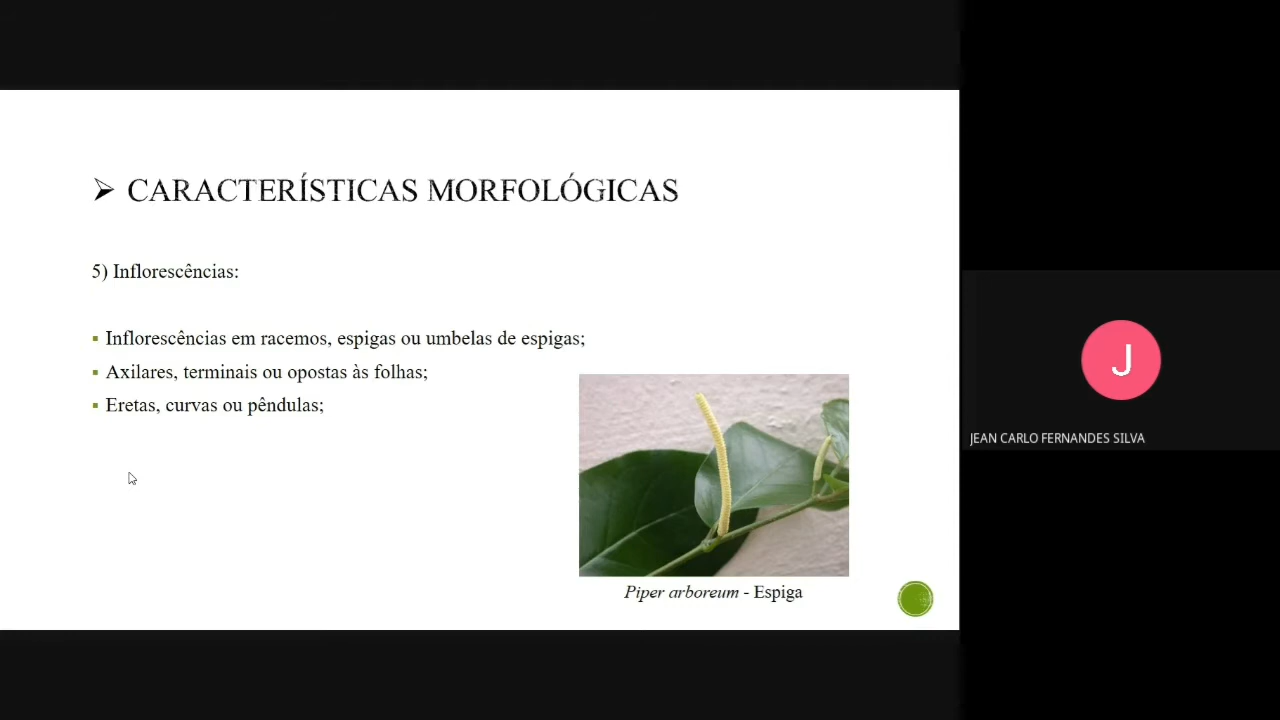 CARACTERÍSTICAS MORFOLÓGICAS
5) Inflorescências:
Inflorescências em racemos, espigas ou umbelas de espigas;
Axilares, terminais ou opostas às folhas;
Eretas, curvas ou pêndulas;
Piper arboreum - Espiga
J
JEAN CARLO FERNANDES SILVA